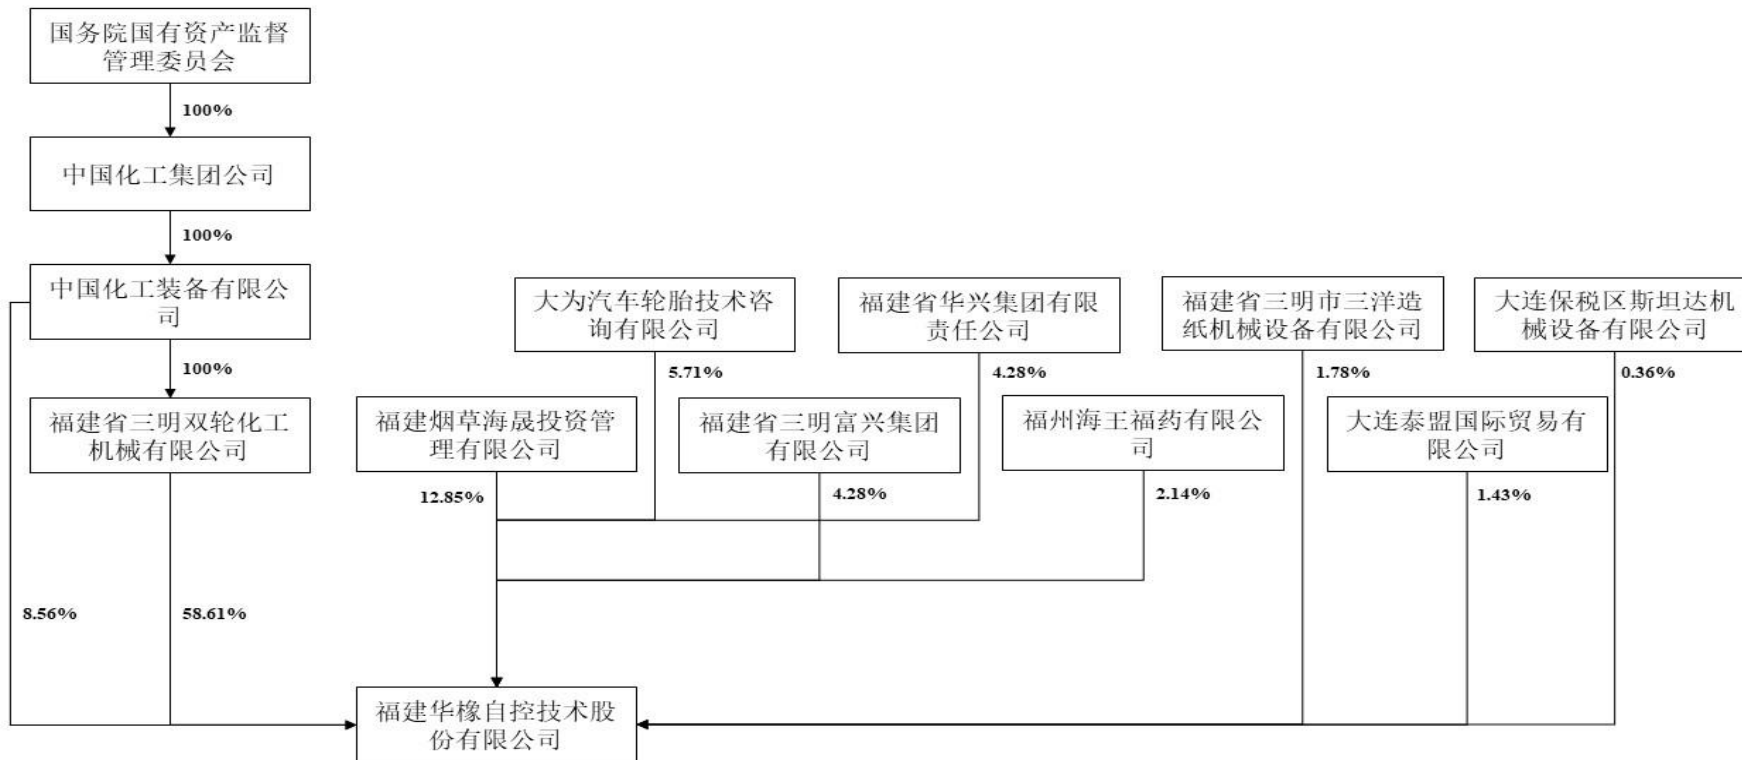 国务院国有资产监督
管理委员会
100%
中国化工集团公司
100%
中国化工装备有限公
司
100%
福建省三明双轮化工
机械有限公司
8.56%
58.61%
大为汽车轮胎技术咨
询有限公司
5.71%
福建省华兴集团有限
责任公司
4.28%
福建省三明市三洋造
纸机械设备有限公司
1.78%
大连保税区斯坦达机
械设备有限公司
0.36%
福建烟草海晟投资管
理有限公司
12.85%
福建省三明富兴集团
有限公司
4.28%
福州海王福药有限公
司
2.14%
大连泰盟国际贸易有
限公司
1.43%
福建华橡自控技术股
份有限公司